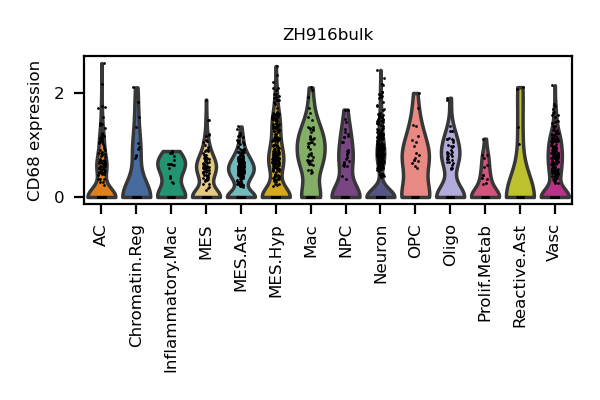 ZH916bulk
CD68 expression
2
0
AC
Chromatin.Reg
Inflammatory.Mac
MES
MES.Ast
MES.Hyp
Mac
NPC
Neuron
OPC
Oligo
Prolif.Metab
Reactive.Ast
Vasc